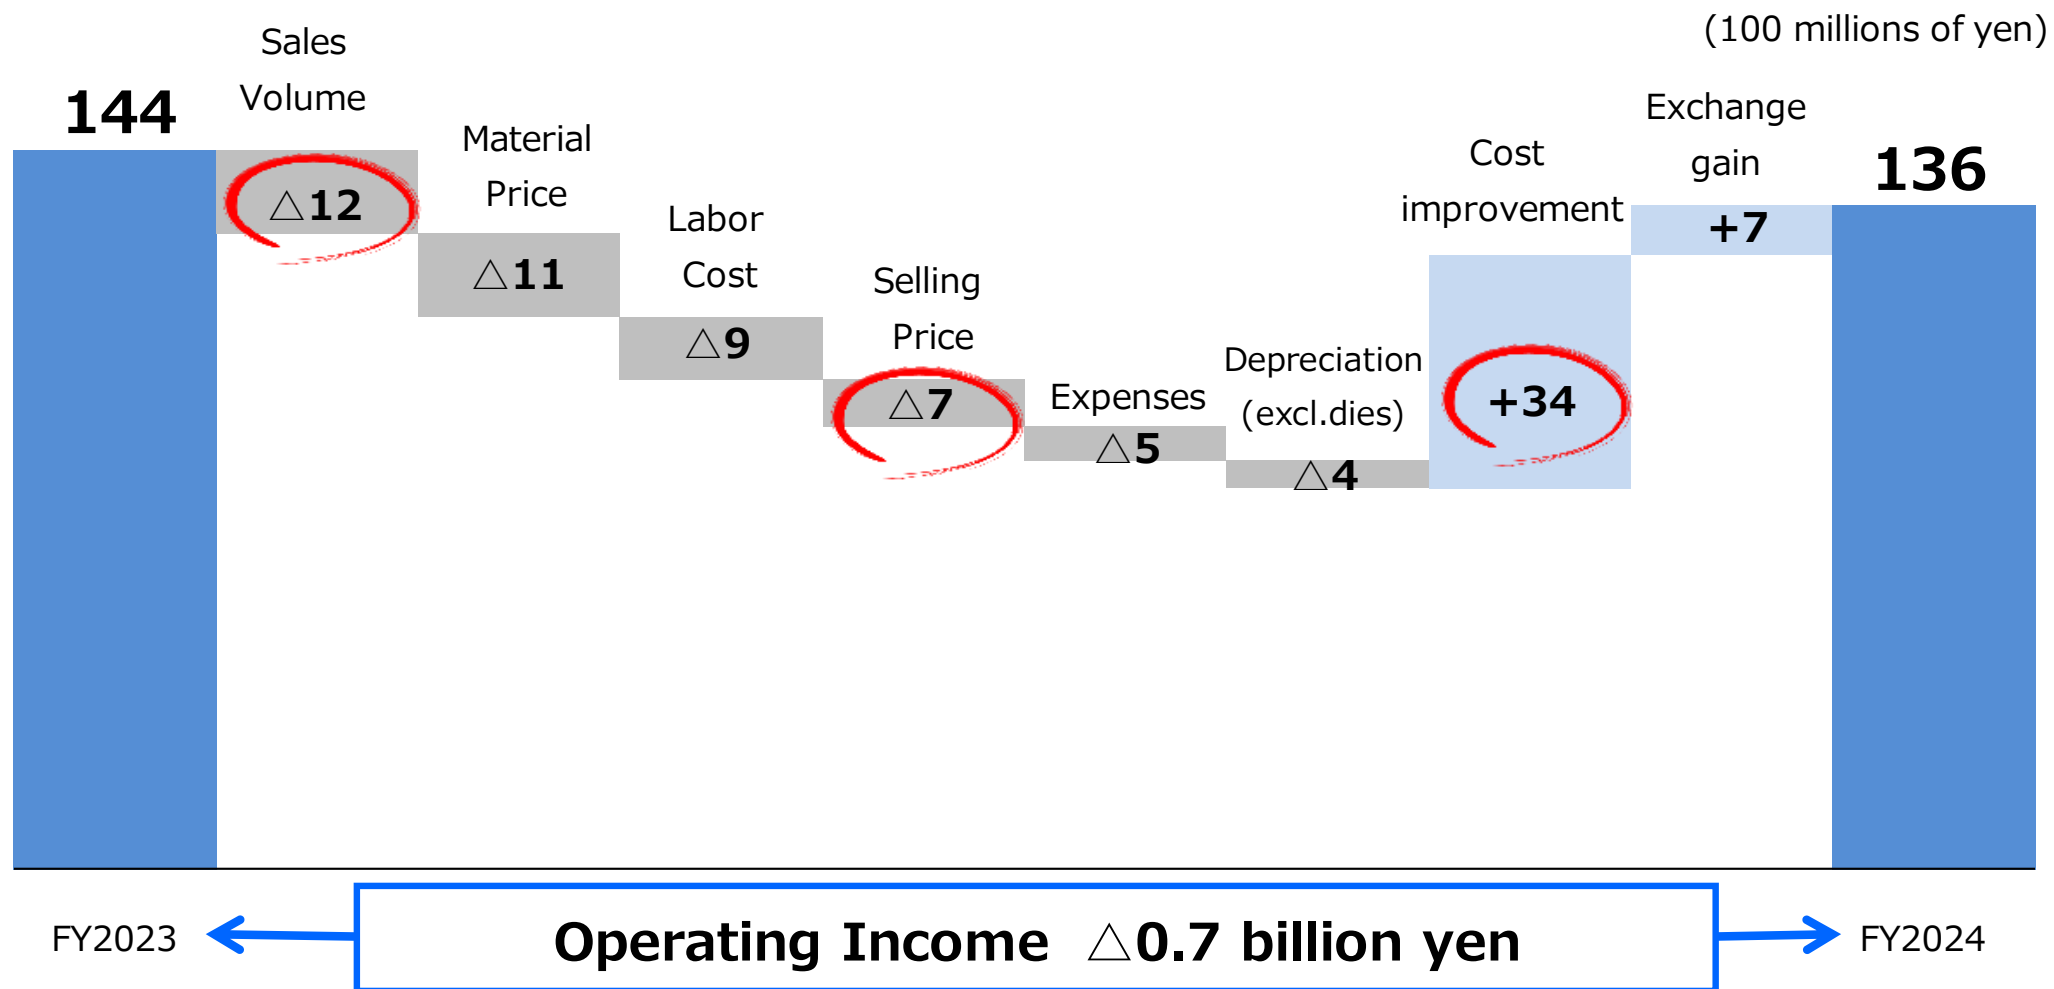 (100 millions of yen)
144
Sales
Volume
△12
Material
Price
△11
Labor
Cost
△9
Selling
Price
△7
Expenses
△5
Depreciation
(excl.dies)
△4
Cost
improvement
+34
Exchange
gain
+7
136
FY2023
Operating Income △0.7 billion yen
FY2024